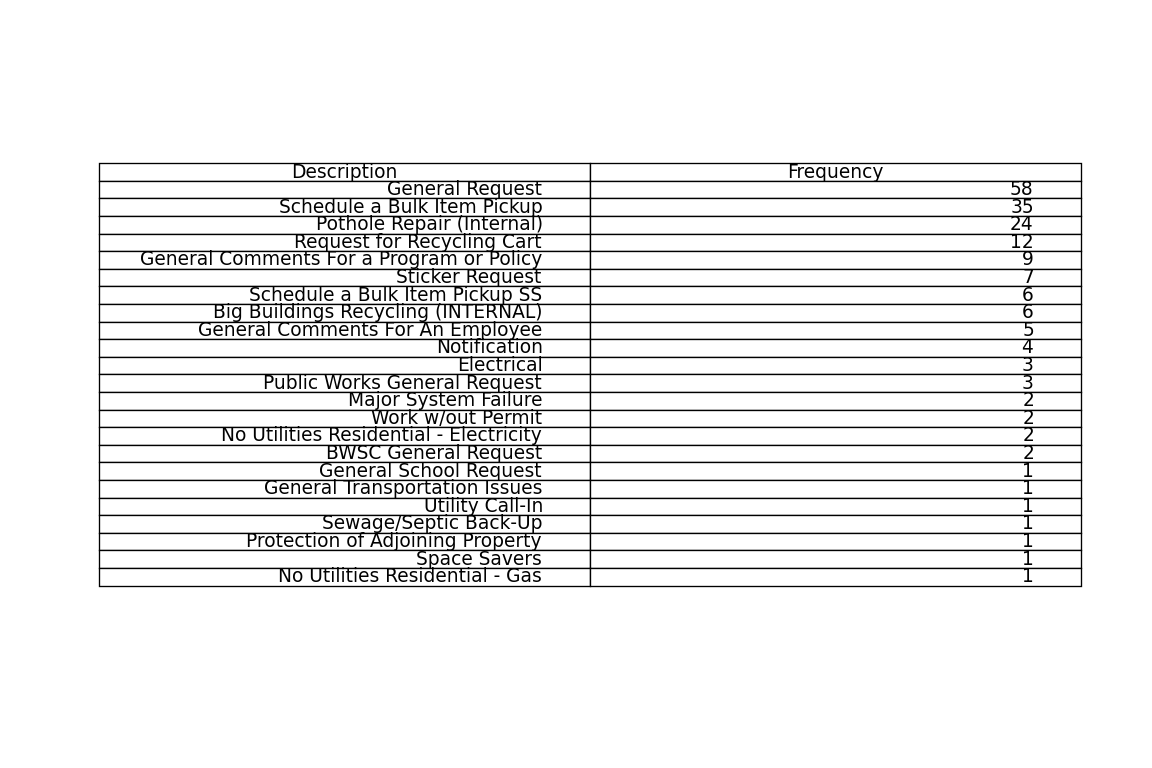 Description Frequency
General Request 58
Schedule a Bulk Item Pickup 35
Pothole Repair (Internal) 24
Request for Recycling Cart 12
General Comments For a Program or Policy 9
Sticker Request 7
Schedule a Bulk Item Pickup SS 6
Big Buildings Recycling (INTERNAL) 6
General Comments For An Employee 5
Notification 4
Electrical 3
Public Works General Request 3
Major System Failure 2
Work w/out Permit 2
No Utilities Residential - Electricity 2
BWSC General Request 2
General School Request 1
General Transportation Issues 1
Utility Call-In 1
Sewage/Septic Back-Up 1
Protection of Adjoining Property 1
Space Savers 1
No Utilities Residential - Gas 1